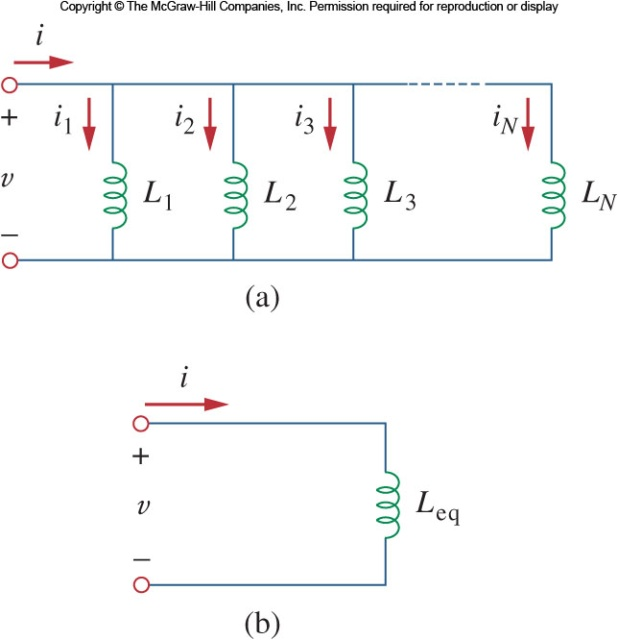 Copyright © The McGraw-Hill Companies, Inc. Permission required for reproduction or display
i
+ i1 i2 i3 iN
v L1 L2 L3 LN
−
(a)
i
+
v Leq
−
(b)